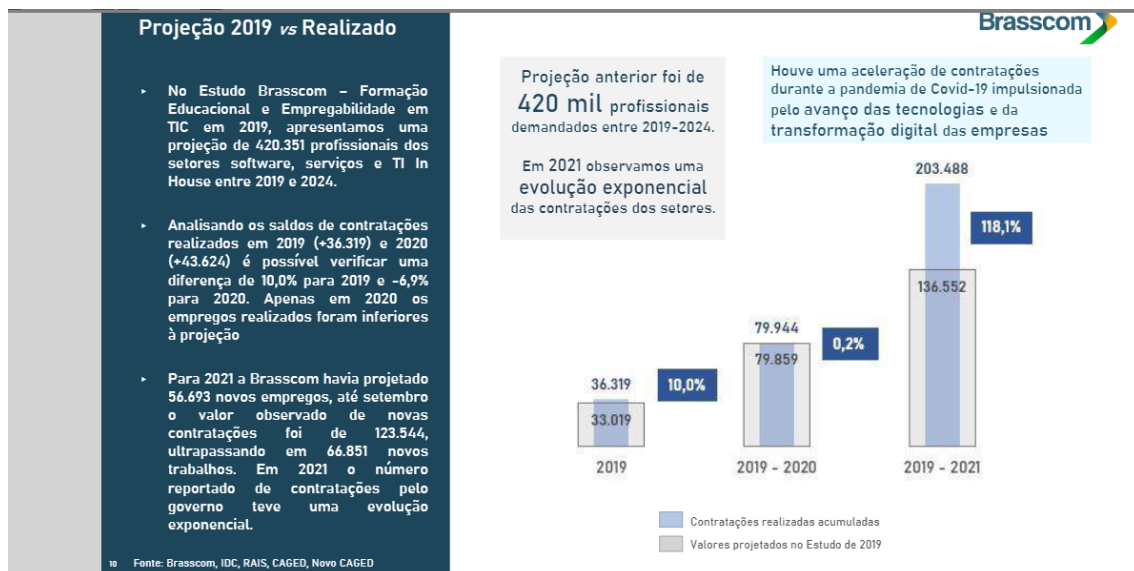 Projeção 2019 vs Realizado
▸ No Estudo Brasscom – Formação
Educacional e Empregabilidade em
TIC em 2019, apresentamos uma
projeção de 420.351 profissionais dos
setores software, serviços e TI In
House entre 2019 e 2024.
▸ Analisando os saldos de contratações
realizados em 2019 (+36.319) e 2020
(+43.624) é possível verificar uma
diferença de 10,0% para 2019 e -6,9%
para 2020. Apenas em 2020 os
empregos realizados foram inferiores
à projeção
▸ Para 2021 a Brasscom havia projetado
56.693 novos empregos, até setembro
o valor observado de novas
contratações foi de 123.544,
ultrapassando em 66.851 novos
trabalhos. Em 2021 o número
reportado de contratações pelo
governo teve uma evolução
exponencial.
10 Fonte: Brasscom, IDC, RAIS, CAGED, Novo CAGED
Brasscom
Projeção anterior foi de
420 mil profissionais
demandados entre 2019-2024.
Em 2021 observamos uma
evolução exponencial
das contratações dos setores.
Houve uma aceleração de contratações
durante a pandemia de Covid-19 impulsionada
pelo avanço das tecnologias e da
transformação digital das empresas
203.488
118,1%
136.552
79.944
0,2%
79.859
36.319
10,0%
33.019
2019
2019 - 2020
2019 - 2021
Contratações realizadas acumuladas
Valores projetados no Estudo de 2019